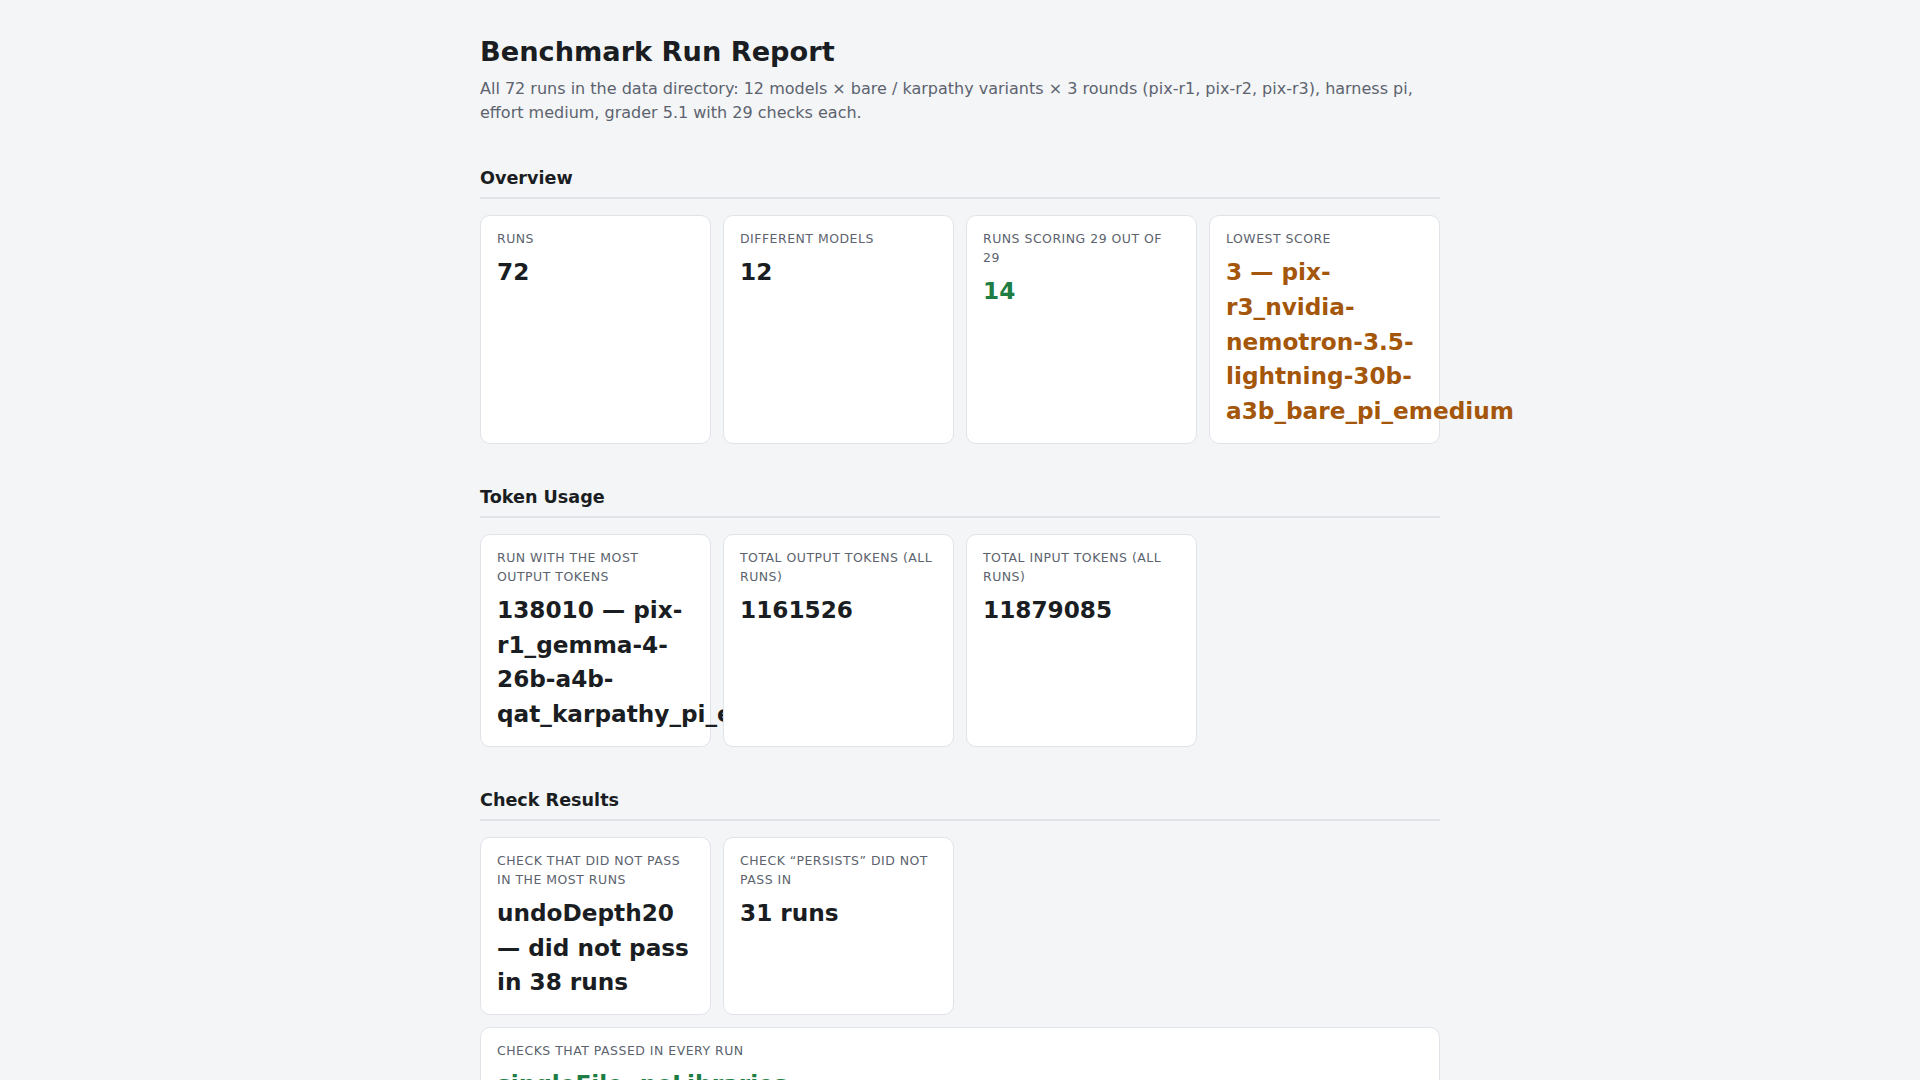 Benchmark Run Report
All 72 runs in the data directory: 12 models × bare / karpathy variants × 3 rounds (pix-r1, pix-r2, pix-r3), harness pi,
effort medium, grader 5.1 with 29 checks each.
Overview
RUNS
72
DIFFERENT MODELS
12
RUNS SCORING 29 OUT OF
29
14
LOWEST SCORE
3 — pix-
r3_nvidia-
nemotron-3.5-
lightning-30b-
a3b_bare_pi_emedium
Token Usage
RUN WITH THE MOST
OUTPUT TOKENS
138010 — pix-
r1_gemma-4-
26b-a4b-
qat_karpathy_pi_e
TOTAL OUTPUT TOKENS (ALL
RUNS)
1161526
TOTAL INPUT TOKENS (ALL
RUNS)
11879085
Check Results
CHECK THAT DID NOT PASS
IN THE MOST RUNS
undoDepth20
— did not pass
in 38 runs
CHECK “PERSISTS” DID NOT
PASS IN
31 runs
CHECKS THAT PASSED IN EVERY RUN
singleFile, noLibraries